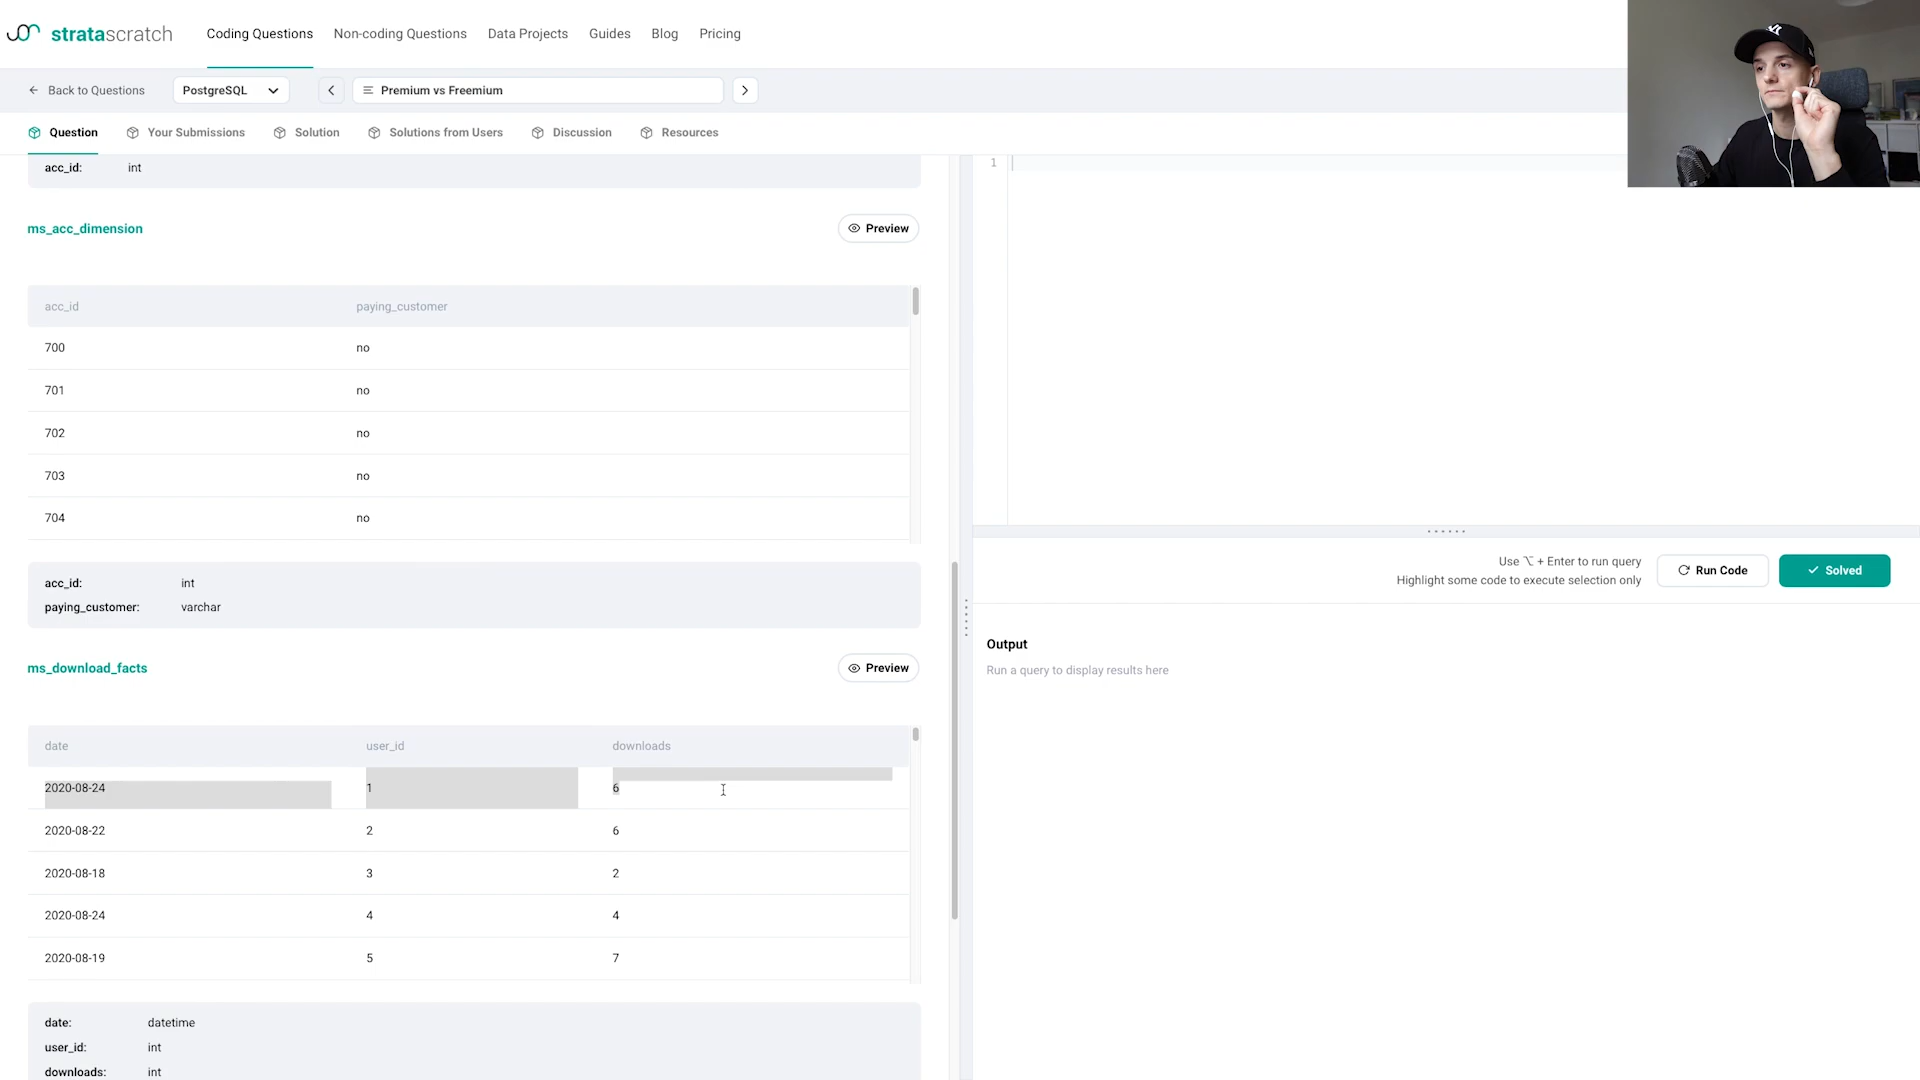 stratascratch
Coding Questions Non-coding Questions Data Projects Guides Blog Pricing
Back to Questions PostgreSQL Premium vs Freemium
Question Your Submissions Solution Solutions from Users Discussion Resources
acc_id: int
1
ms_acc_dimension Preview
acc_id paying_customer
700 no
701 no
702 no
703 no
704 no
acc_id: int
paying_customer: varchar
ms_download_facts Preview
date user_id downloads
2020-08-24 1 6
2020-08-22 2 6
2020-08-18 3 2
2020-08-24 4 4
2020-08-19 5 7
date: datetime
user_id: int
downloads: int
Use ⌥ + Enter to run query
Highlight some code to execute selection only
Run Code Solved
Output
Run a query to display results here